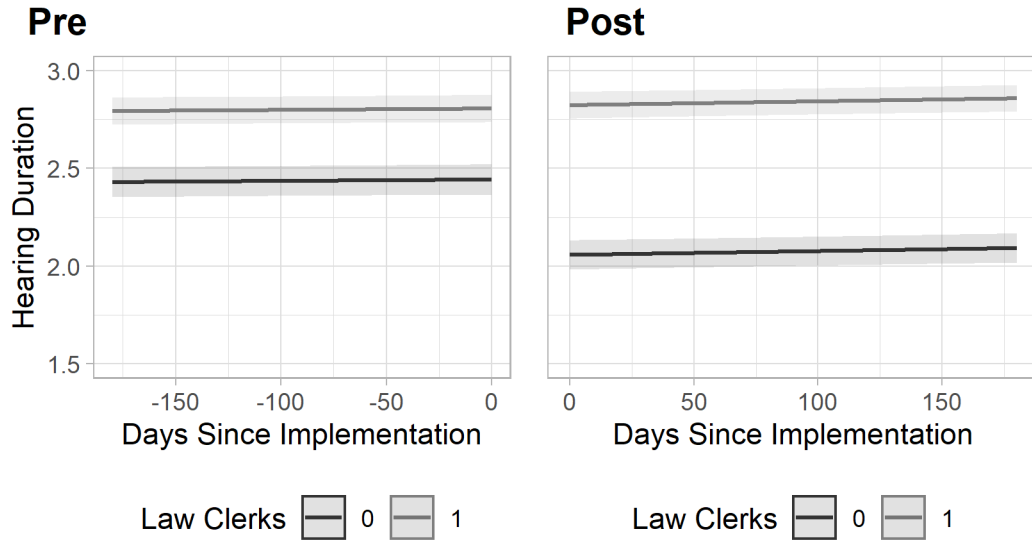 Pre
Post
3.0
2.5
2.0
1.5
Hearing Duration
-150 -100 -50 0
0 50 100 150
Days Since Implementation
Days Since Implementation
Law Clerks 0 1
Law Clerks 0 1